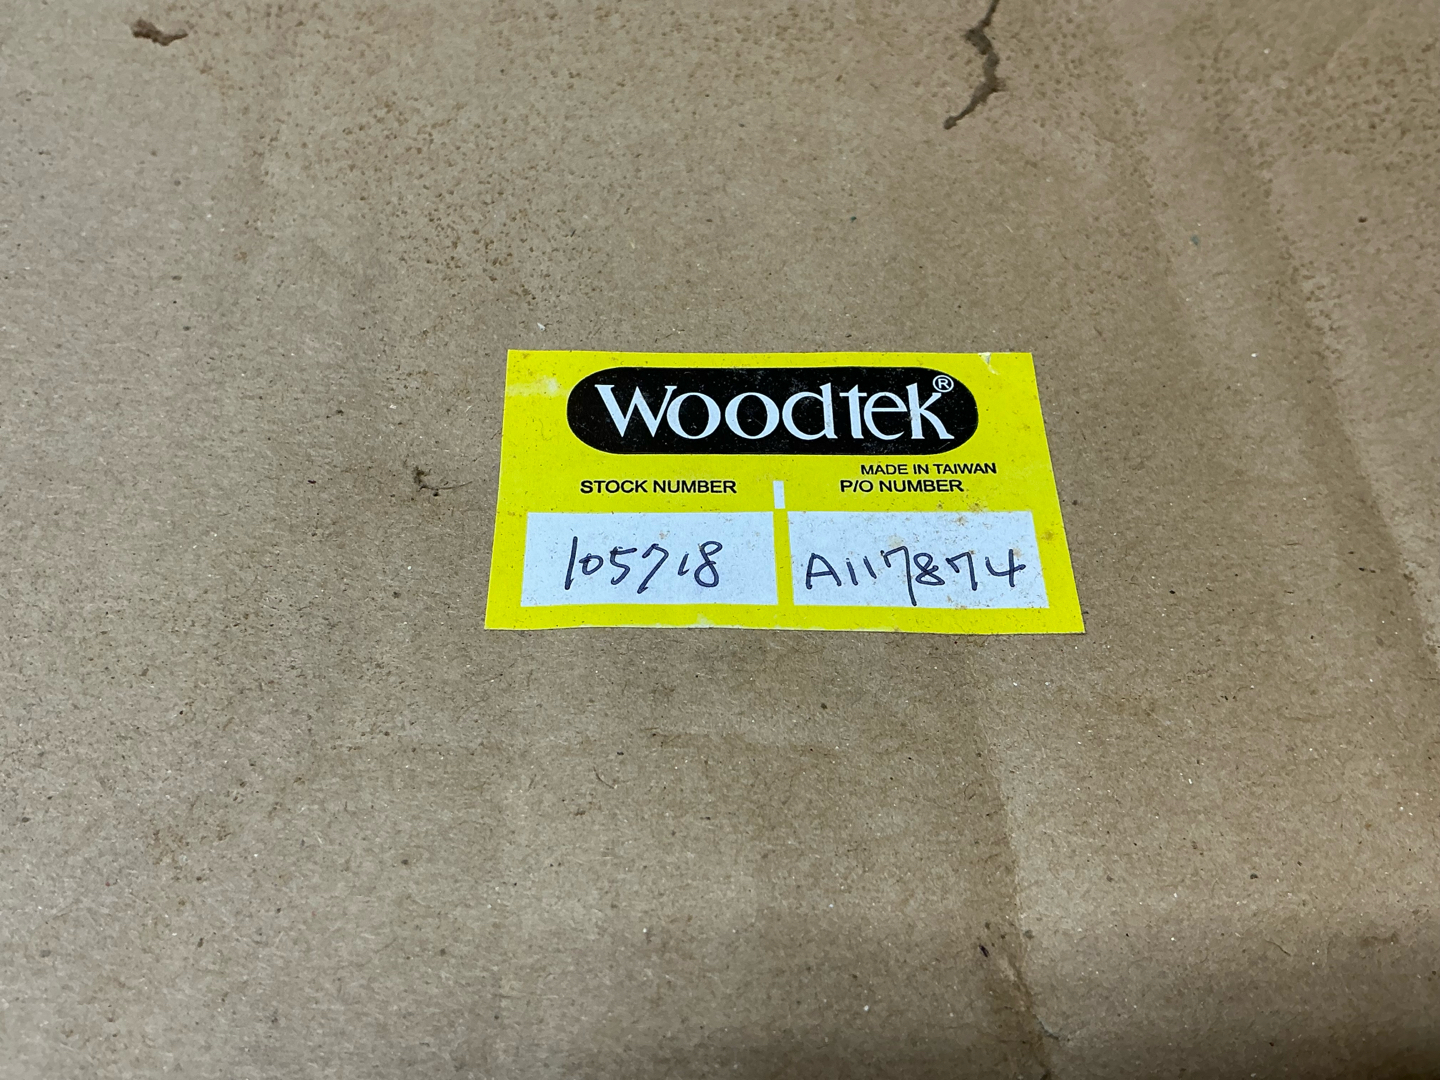 Woodtek®
MADE IN TAIWAN
STOCK NUMBER P/O NUMBER
105718 A117874